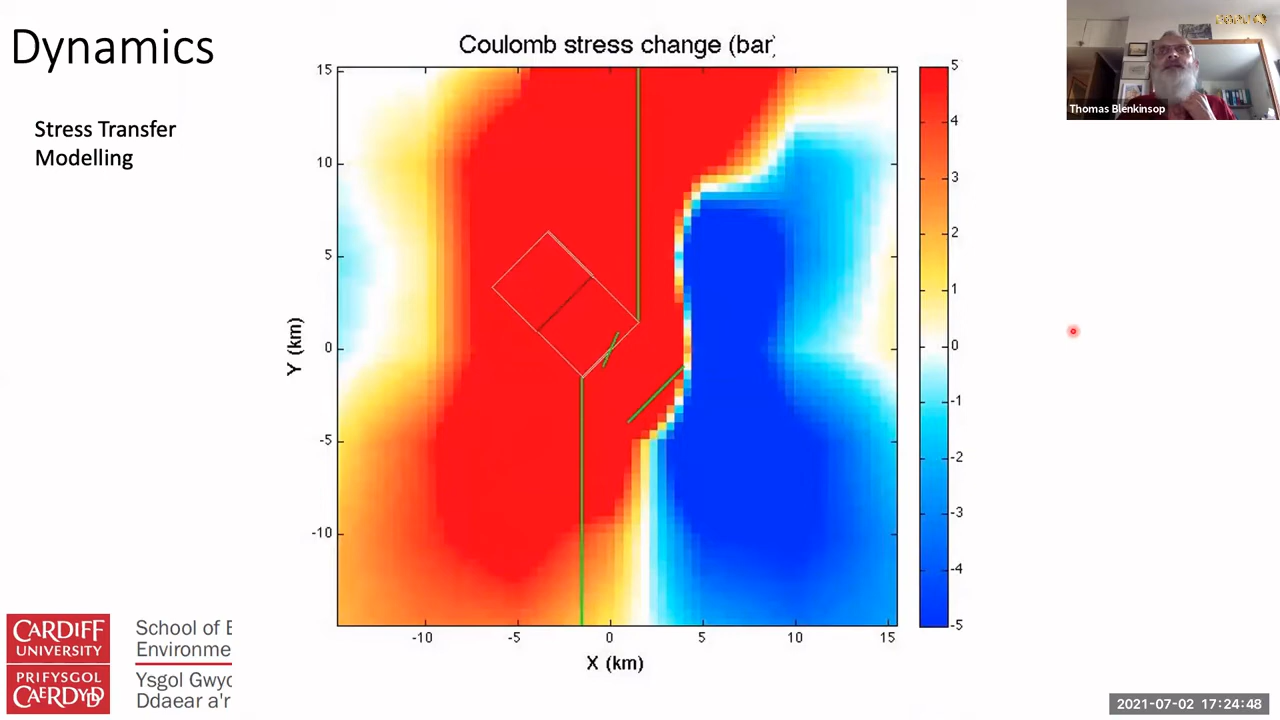 Dynamics
Stress Transfer
Modelling
Coulomb stress change (bar)
15
10
5
0
-5
-10
Y (km)
-10
-5
0
5
10
15
X (km)
5
4
3
2
1
0
-1
-2
-3
-4
-5
Thomas Blenkinsop
CARDIFF
UNIVERSITY
PRIFYSGOL
CAERDYD
School of E
Environme
Ysgol Gwyc
Ddaear a'r
2021-07-02 17:24:48